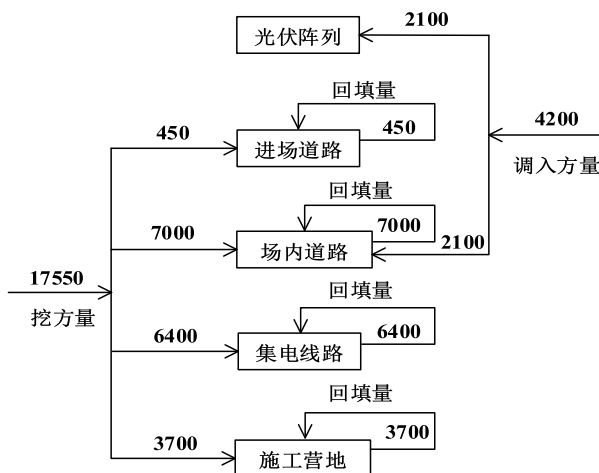 光伏阵列
2100
回填量
450
进场道路
450
4200
调入方量
回填量
7000
场内道路
7000
2100
17550
挖方量
回填量
6400
集电线路
6400
回填量
3700
施工营地
3700